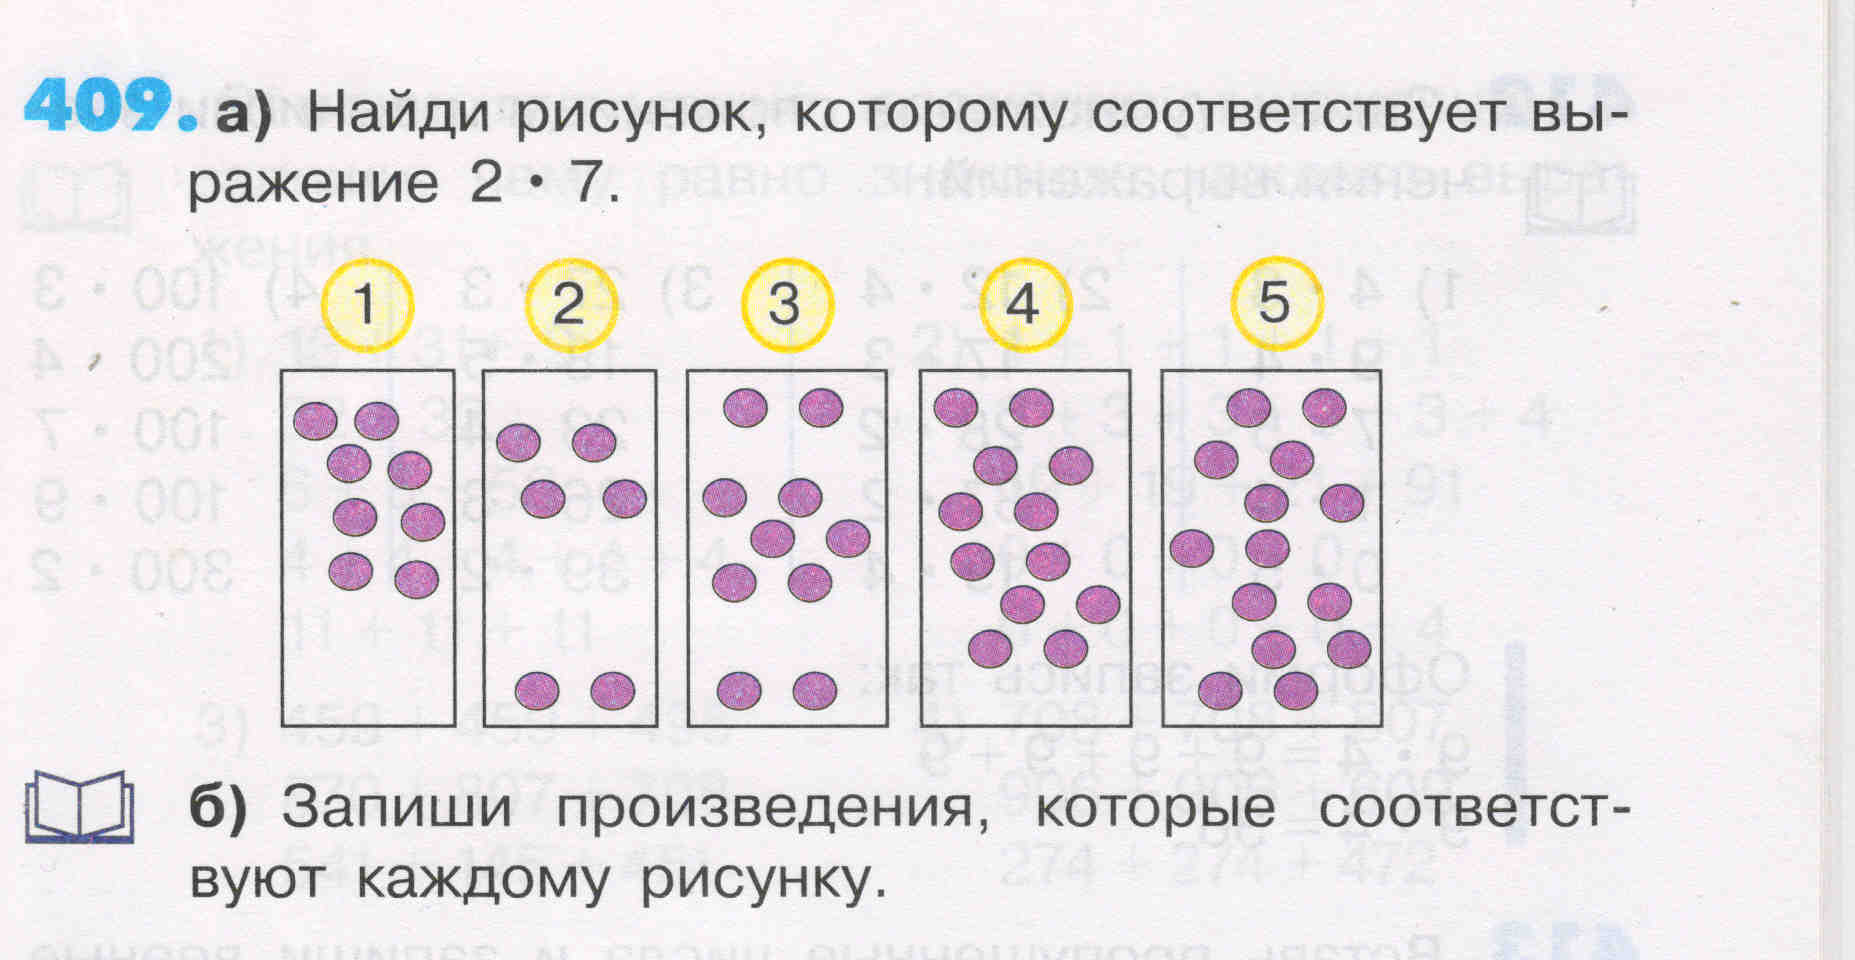 409. а) Найди рисунок, которому соответствует вы-
ражение 2 • 7.
1 2 3 4 5
б) Запиши произведения, которые соответст-
вуют каждому рисунку.